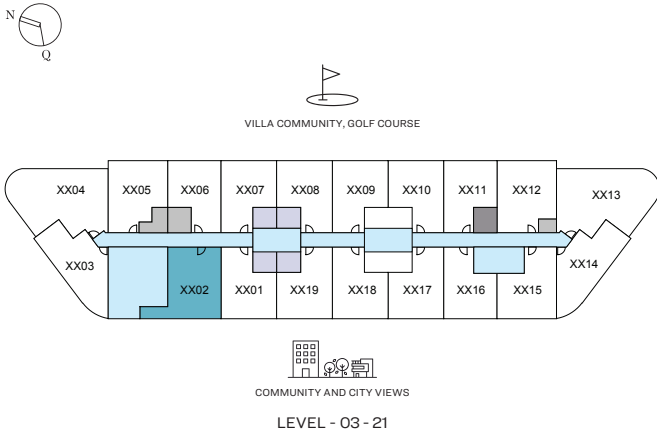 N
Q
VILLA COMMUNITY, GOLF COURSE
XX04 XX05 XX06 XX07 XX08 XX09 XX10 XX11 XX12 XX13
XX03 XX14
XX02 XX01 XX19 XX18 XX17 XX16 XX15
COMMUNITY AND CITY VIEWS
LEVEL - 03 - 21